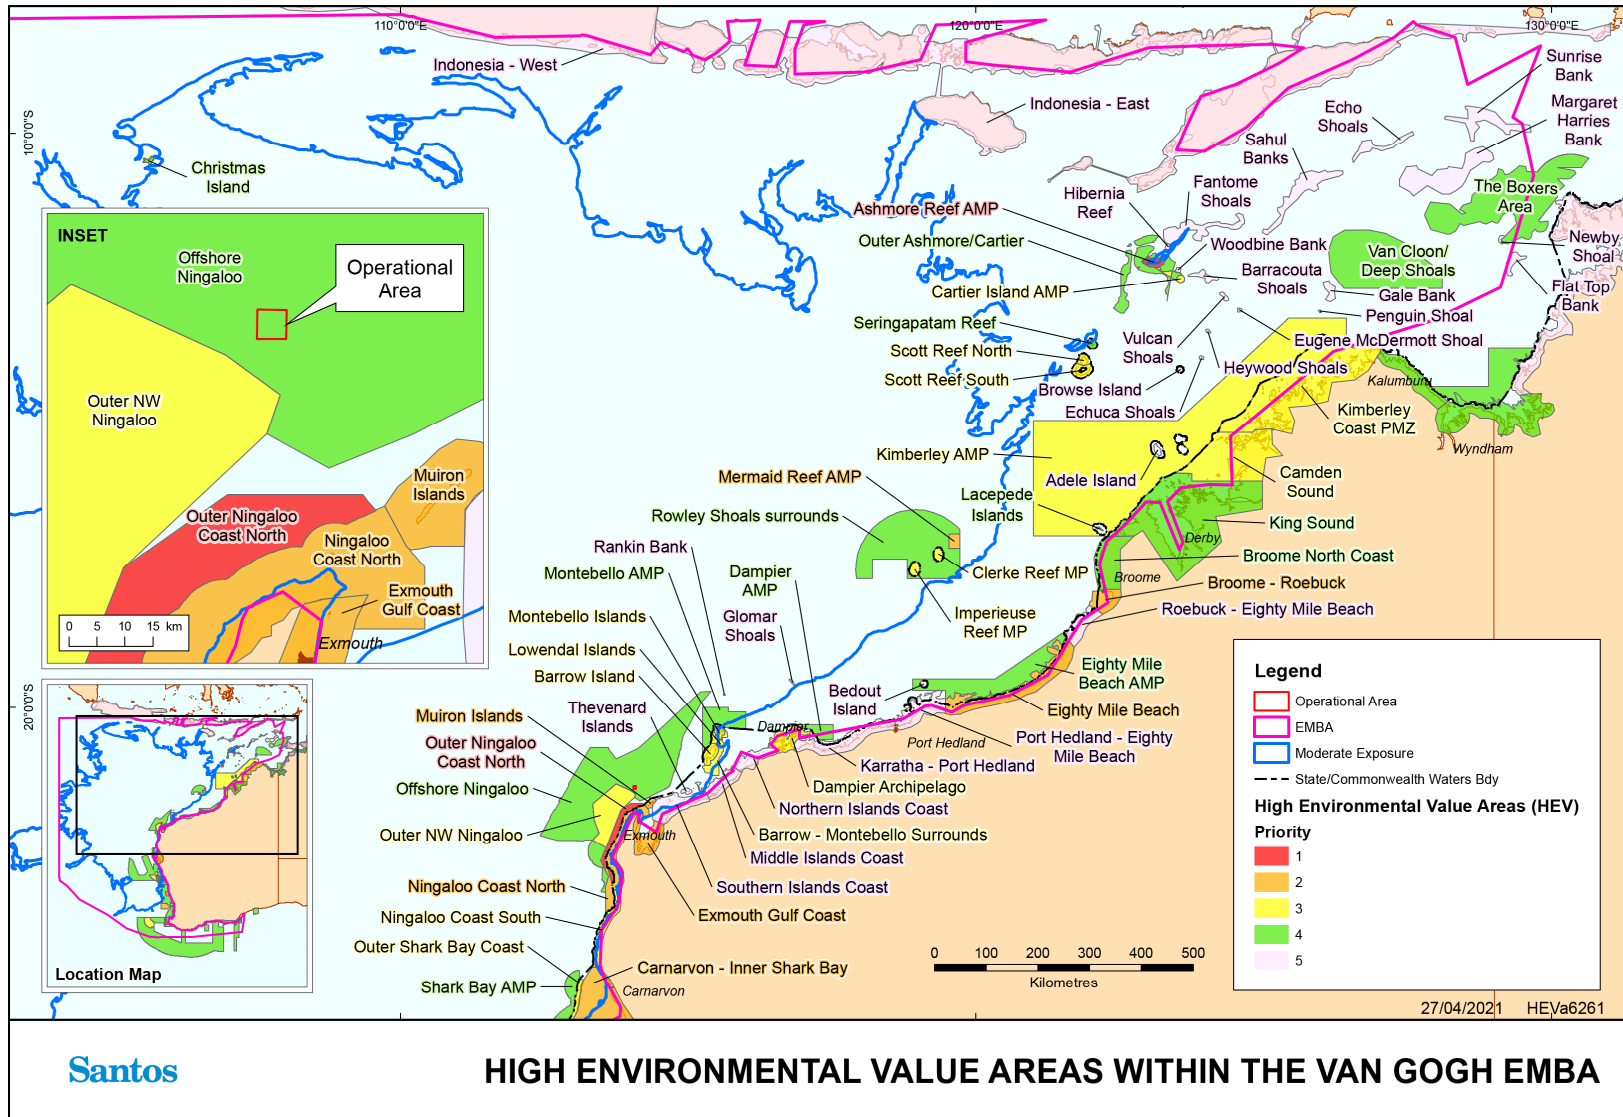 110°0'0"E
120°0'0"E
130°0'0"E
10°0'0"S
20°0'0"S
Indonesia - West
Indonesia - East
Christmas
Island
Sunrise
Bank
Margaret
Harries
Bank
Echo
Shoals
Sahul
Banks
Fantome
Shoals
Hibernia
Reef
The Boxers
Area
Ashmore Reef AMP
Outer Ashmore/Cartier
Woodbine Bank
Newby
Shoal
Van Cloon/
Deep Shoals
Barracouta
Shoals
Cartier Island AMP
Gale Bank
Flat Top
Bank
Penguin Shoal
Seringapatam Reef
Vulcan
Shoals
Eugene McDermott Shoal
Scott Reef North
Scott Reef South
Heywood Shoals
Browse Island
Kalumburu
Echuca Shoals
Kimberley
Coast PMZ
Wyndham
Kimberley AMP
Adele Island
Camden
Sound
Mermaid Reef AMP
Lacepede
Islands
Rowley Shoals surrounds
King Sound
Derby
Rankin Bank
Montebello AMP
Dampier
AMP
Broome North Coast
Broome
Clerke Reef MP
Broome - Roebuck
Imperieuse
Reef MP
Roebuck - Eighty Mile Beach
Montebello Islands
Glomar
Shoals
Lowendal Islands
Barrow Island
Eighty Mile
Beach AMP
Bedout
Island
Thevenard
Islands
Muiron Islands
Eighty Mile Beach
Dampier
Port Hedland
Port Hedland - Eighty
Mile Beach
Outer Ningaloo
Coast North
Karratha - Port Hedland
Offshore Ningaloo
Dampier Archipelago
Northern Islands Coast
Outer NW Ningaloo
Exmouth
Barrow - Montebello Surrounds
Middle Islands Coast
Ningaloo Coast North
Southern Islands Coast
Ningaloo Coast South
Exmouth Gulf Coast
Outer Shark Bay Coast
Carnarvon - Inner Shark Bay
Shark Bay AMP
Carnarvon
INSET
Offshore
Ningaloo
Operational
Area
Outer NW
Ningaloo
Muiron
Islands
Outer Ningaloo
Coast North
Ningaloo
Coast North
Exmouth
Gulf Coast
Exmouth
0 5 10 15 km
Location Map
0 100 200 300 400 500
Kilometres
Legend
Operational Area
EMBA
Moderate Exposure
State/Commonwealth Waters Bdy
High Environmental Value Areas (HEV)
Priority
1
2
3
4
5
27/04/2021 HEVa6261
Santos
HIGH ENVIRONMENTAL VALUE AREAS WITHIN THE VAN GOGH EMBA